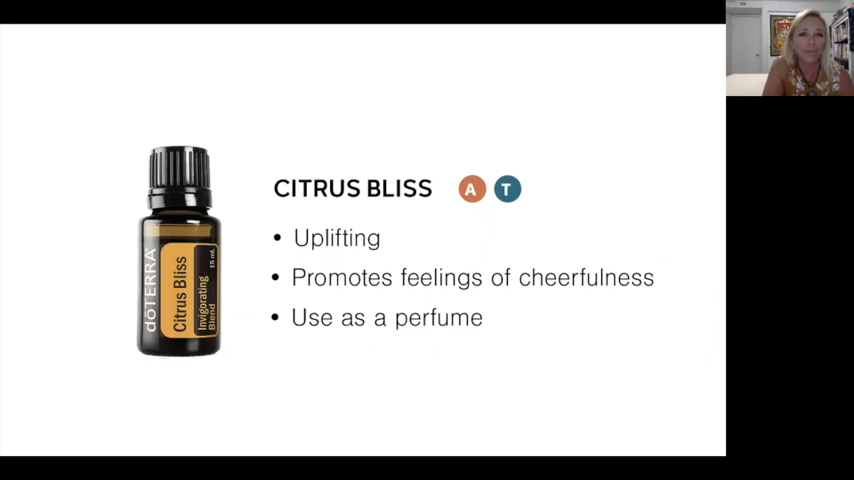 CITRUS BLISS A T
• Uplifting
• Promotes feelings of cheerfulness
• Use as a perfume
dōTERRA®
Citrus Bliss
Invigorating
Blend
15 mL